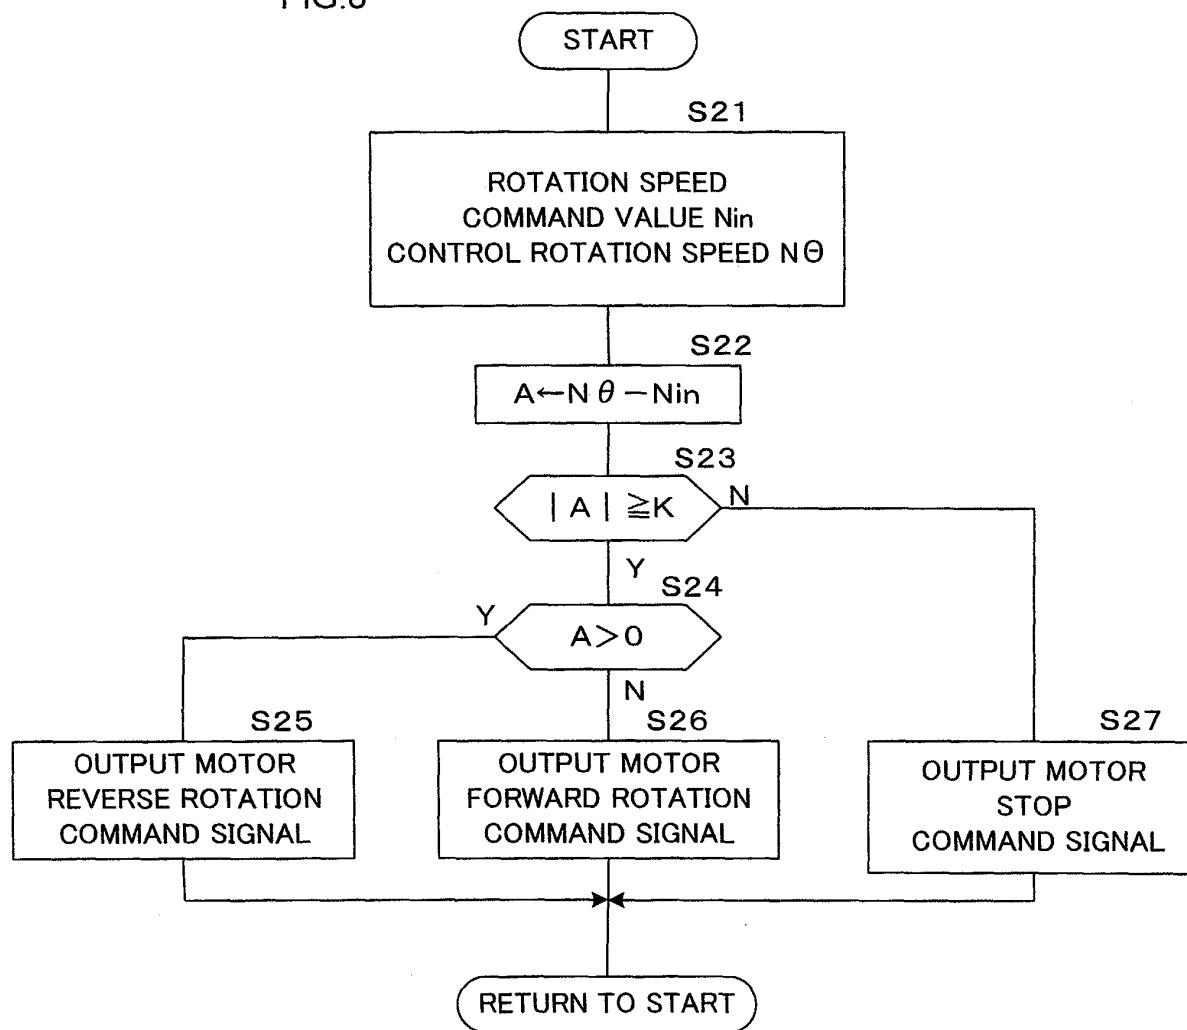 START
S21
ROTATION SPEED
COMMAND VALUE Nin
CONTROL ROTATION SPEED NΘ
S22
A←Nθ－Nin
S23
| A | ≧K
N
Y
S24
Y
A＞0
N
S25
S26
S27
OUTPUT MOTOR
REVERSE ROTATION
COMMAND SIGNAL
OUTPUT MOTOR
FORWARD ROTATION
COMMAND SIGNAL
OUTPUT MOTOR
STOP
COMMAND SIGNAL
RETURN TO START